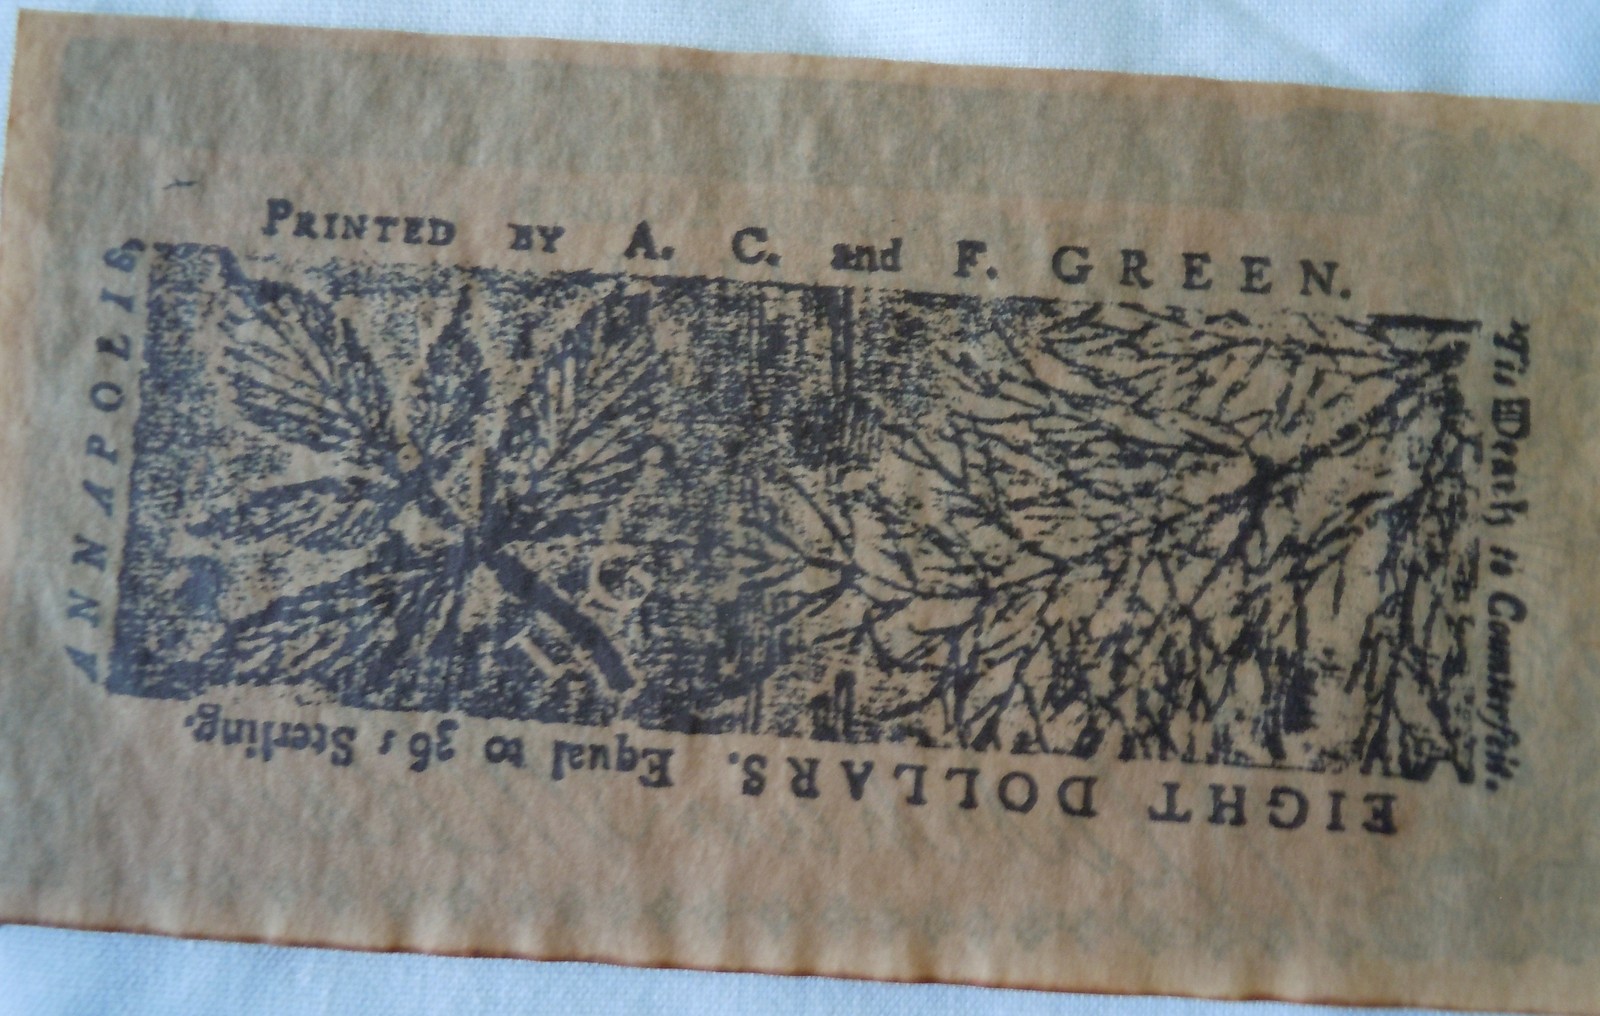 PRINTED BY A. C. and F. GREEN.
'Tis Death to Counterfeit.
EIGHT DOLLARS. Equal to 36 s Sterling.
ANNAPOLIS,